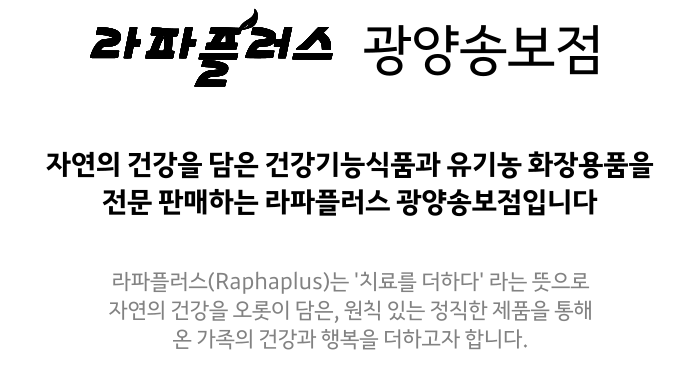 라파플러스 광양송보점
자연의 건강을 담은 건강기능식품과 유기농 화장용품을
전문 판매하는 라파플러스 광양송보점입니다
라파플러스(Raphaplus)는 '치료를 더하다' 라는 뜻으로
자연의 건강을 오롯이 담은, 원칙 있는 정직한 제품을 통해
온 가족의 건강과 행복을 더하고자 합니다.